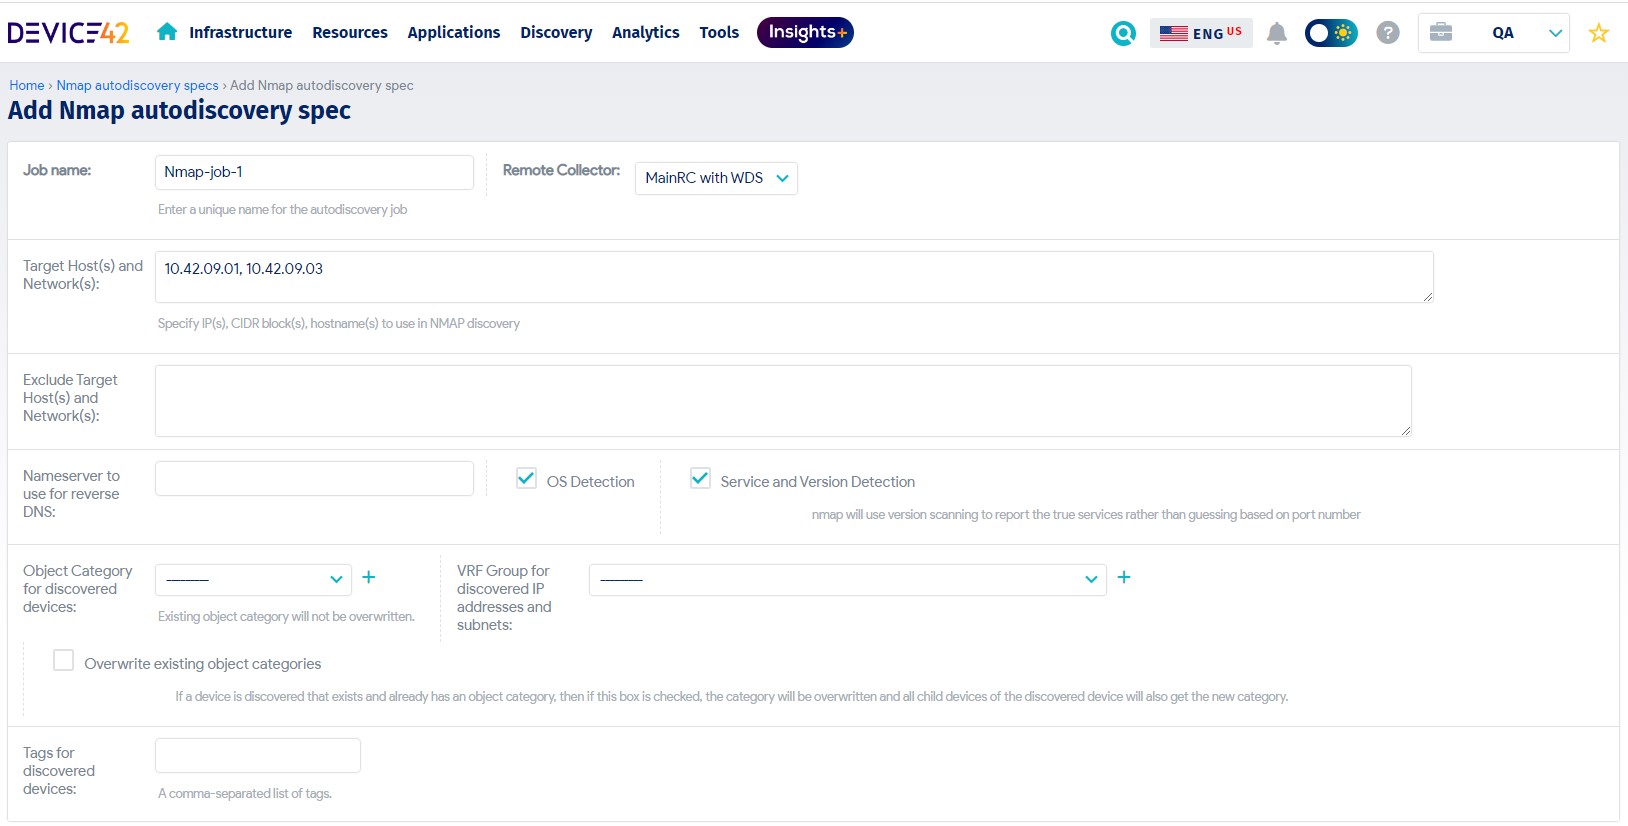 DEVICE42 Infrastructure Resources Applications Discovery Analytics Tools Insights+ ENG US ? QA
Home › Nmap autodiscovery specs › Add Nmap autodiscovery spec
Add Nmap autodiscovery spec
Job name: Nmap-job-1 Remote Collector: MainRC with WDS
Enter a unique name for the autodiscovery job
Target Host(s) and
Network(s):
10.42.09.01, 10.42.09.03
Specify IP(s), CIDR block(s), hostname(s) to use in NMAP discovery
Exclude Target
Host(s) and
Network(s):
Nameserver to
use for reverse
DNS:
OS Detection
Service and Version Detection
nmap will use version scanning to report the true services rather than guessing based on port number
Object Category
for discovered
devices:
---------
+
Existing object category will not be overwritten.
VRF Group for
discovered IP
addresses and
subnets:
---------
+
Overwrite existing object categories
If a device is discovered that exists and already has an object category, then if this box is checked, the category will be overwritten and all child devices of the discovered device will also get the new category.
Tags for
discovered
devices:
A comma-separated list of tags.